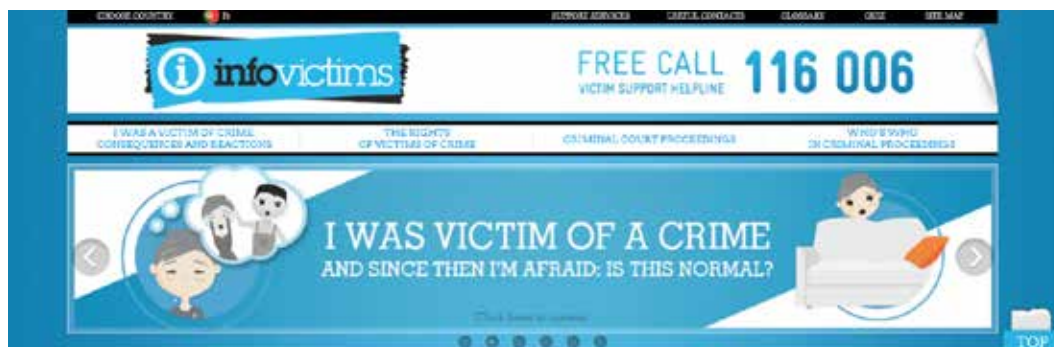 CHOOSE COUNTRY
SUPPORT SERVICES USEFUL CONTACTS GLOSSARY QUIZ SITE MAP
i infovictims
FREE CALL 116 006
VICTIM SUPPORT HELPLINE
I WAS A VICTIM OF CRIME
CONSEQUENCES AND REACTIONS
THE RIGHTS
OF VICTIMS OF CRIME
CRIMINAL COURT PROCEEDINGS
WHO'S WHO
IN CRIMINAL PROCEEDINGS
I WAS VICTIM OF A CRIME
AND SINCE THEN I'M AFRAID: IS THIS NORMAL?
TOP